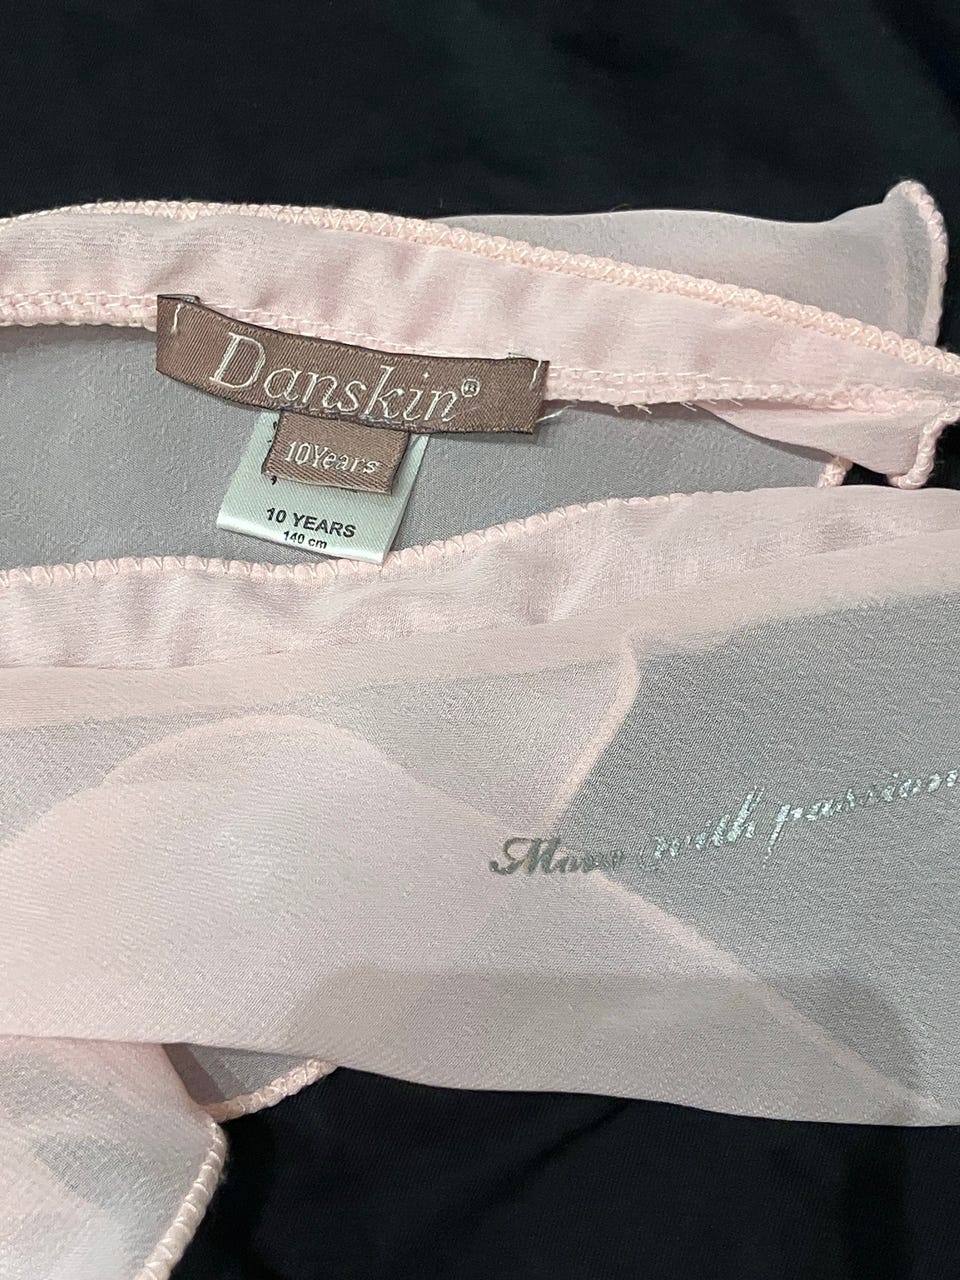 Danskin®
10Years
10 YEARS
140 cm
Move with passion